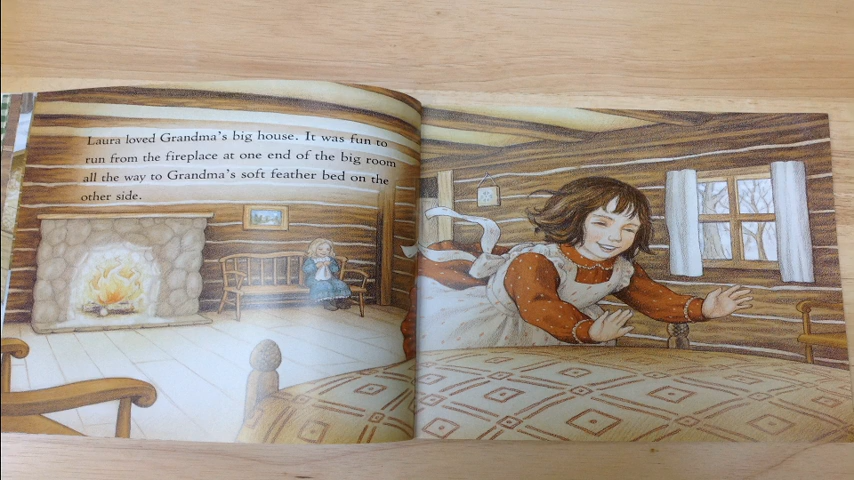 Laura loved Grandma's big house. It was fun to
run from the fireplace at one end of the big room
all the way to Grandma's soft feather bed on the
other side.